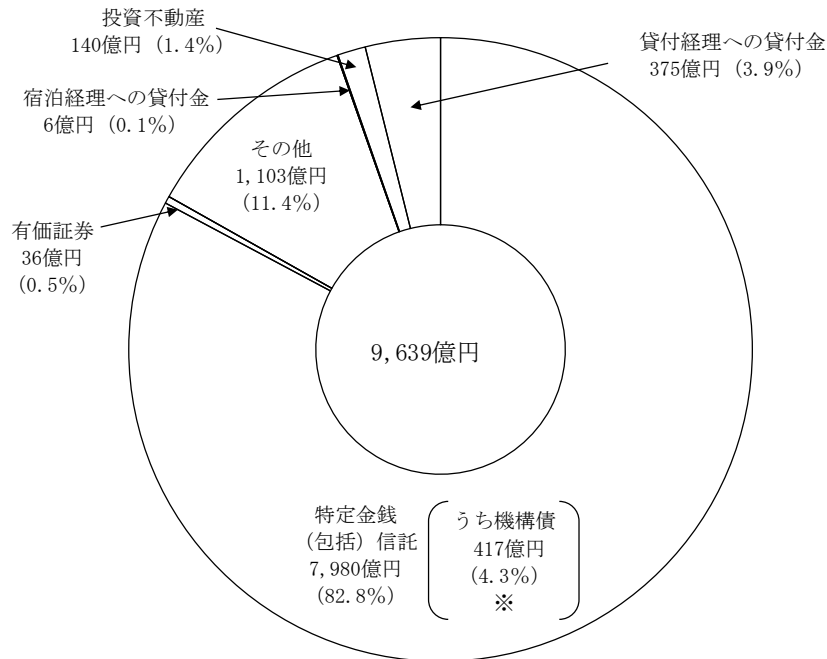 投資不動産
140億円（1.4%）
貸付経理への貸付金
375億円（3.9%）
宿泊経理への貸付金
6億円（0.1%）
その他
1,103億円
（11.4%）
有価証券
36億円
（0.5%）
9,639億円
特定金銭
（包括）信託
7,980億円
（82.8%）
うち機構債
417億円
（4.3%）
※